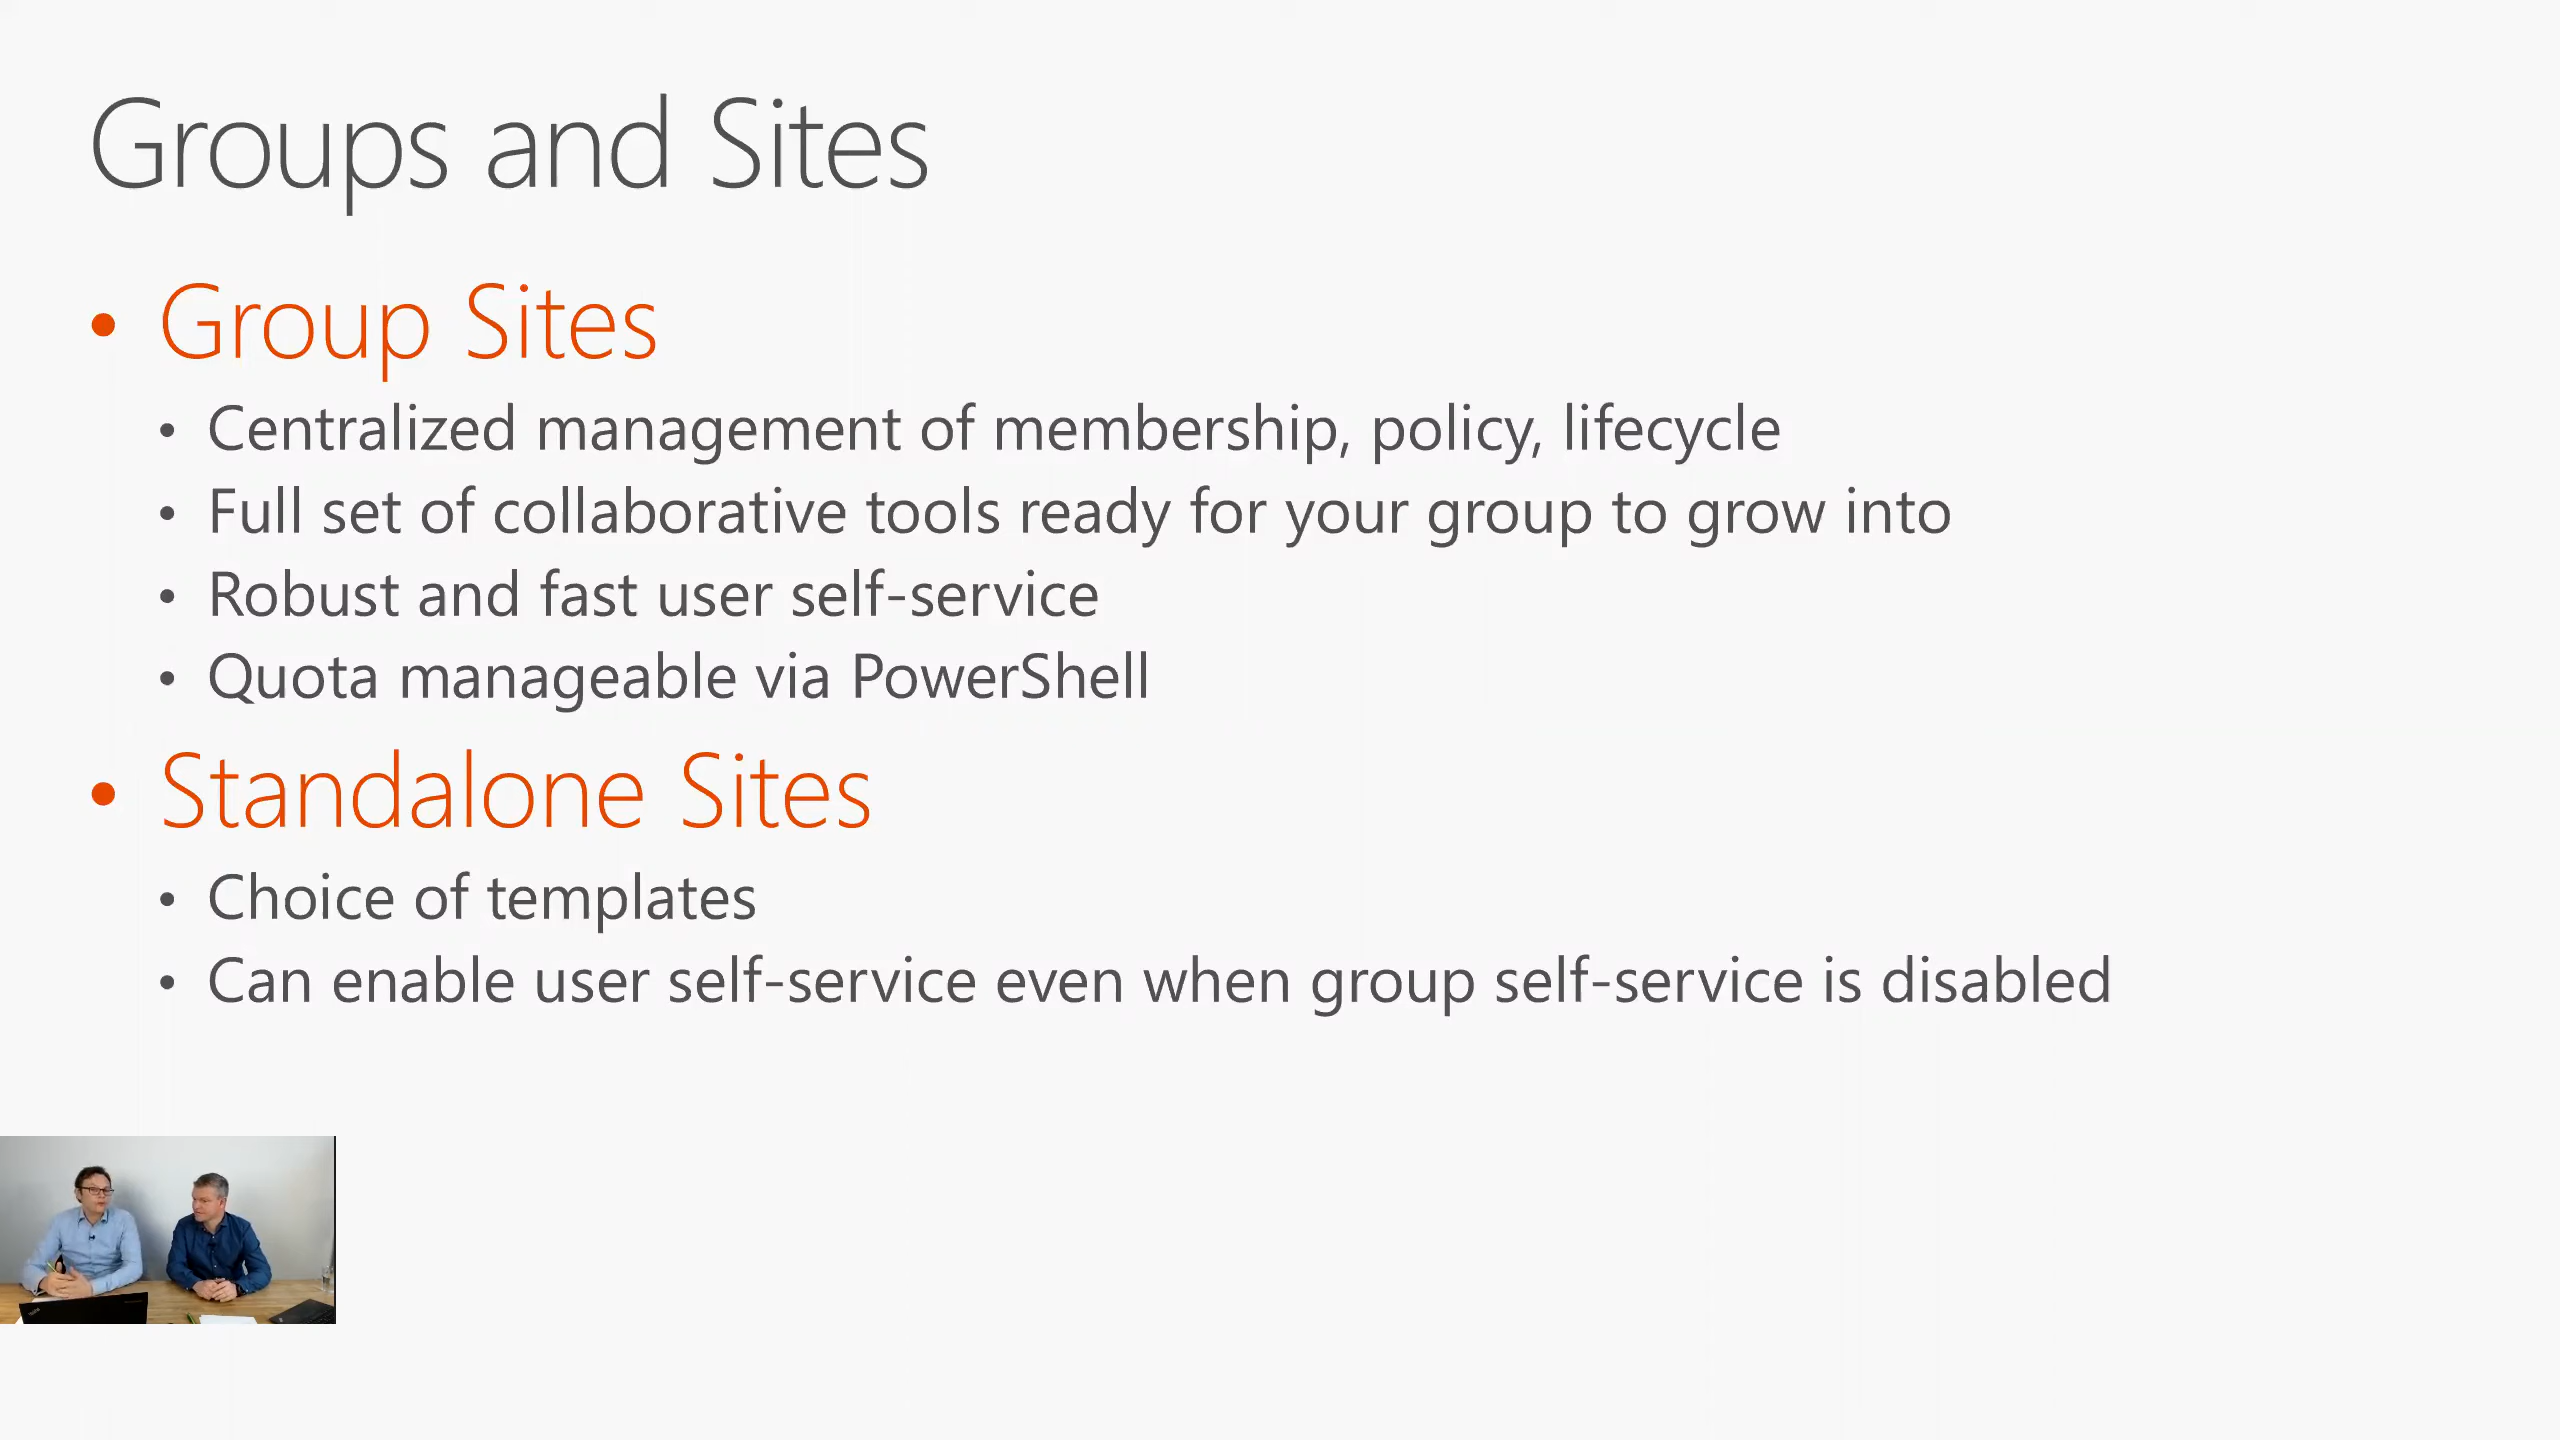 Groups and Sites
• Group Sites
• Centralized management of membership, policy, lifecycle
• Full set of collaborative tools ready for your group to grow into
• Robust and fast user self-service
• Quota manageable via PowerShell
• Standalone Sites
• Choice of templates
• Can enable user self-service even when group self-service is disabled